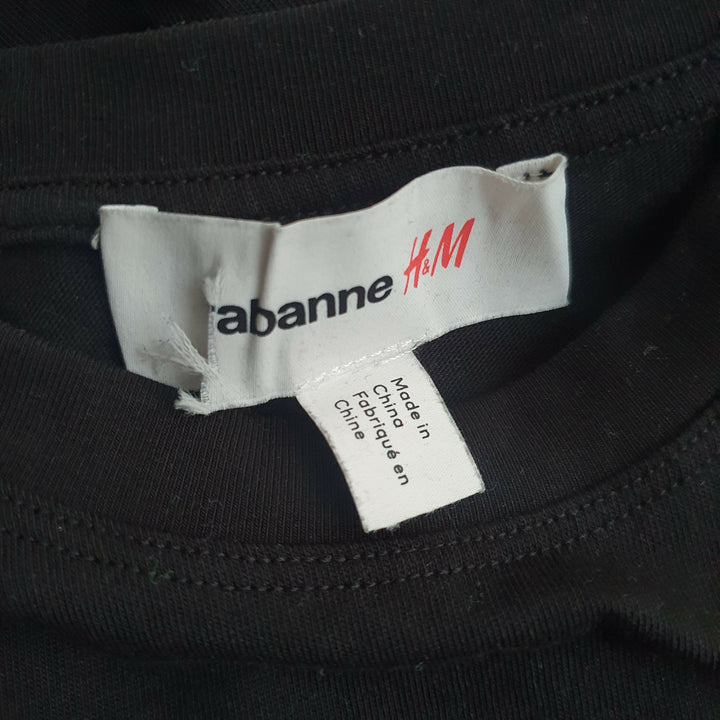 rabanne H&M
Made in
China
Fabriqué en
Chine